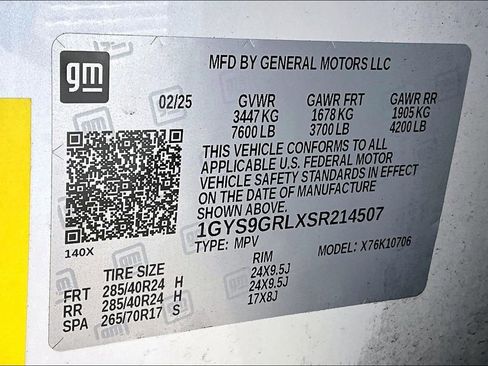 gm
MFD BY GENERAL MOTORS LLC
02/25 GVWR GAWR FRT GAWR RR
3447 KG 1678 KG 1905 KG
7600 LB 3700 LB 4200 LB
THIS VEHICLE CONFORMS TO ALL
APPLICABLE U.S. FEDERAL MOTOR
VEHICLE SAFETY STANDARDS IN EFFECT
ON THE DATE OF MANUFACTURE
SHOWN ABOVE.
1GYS9GRLXSR214507
140X TYPE: MPV MODEL: X76K10706
TIRE SIZE RIM
FRT 285/40R24 H 24X9.5J
RR 285/40R24 H 24X9.5J
SPA 265/70R17 S 17X8J